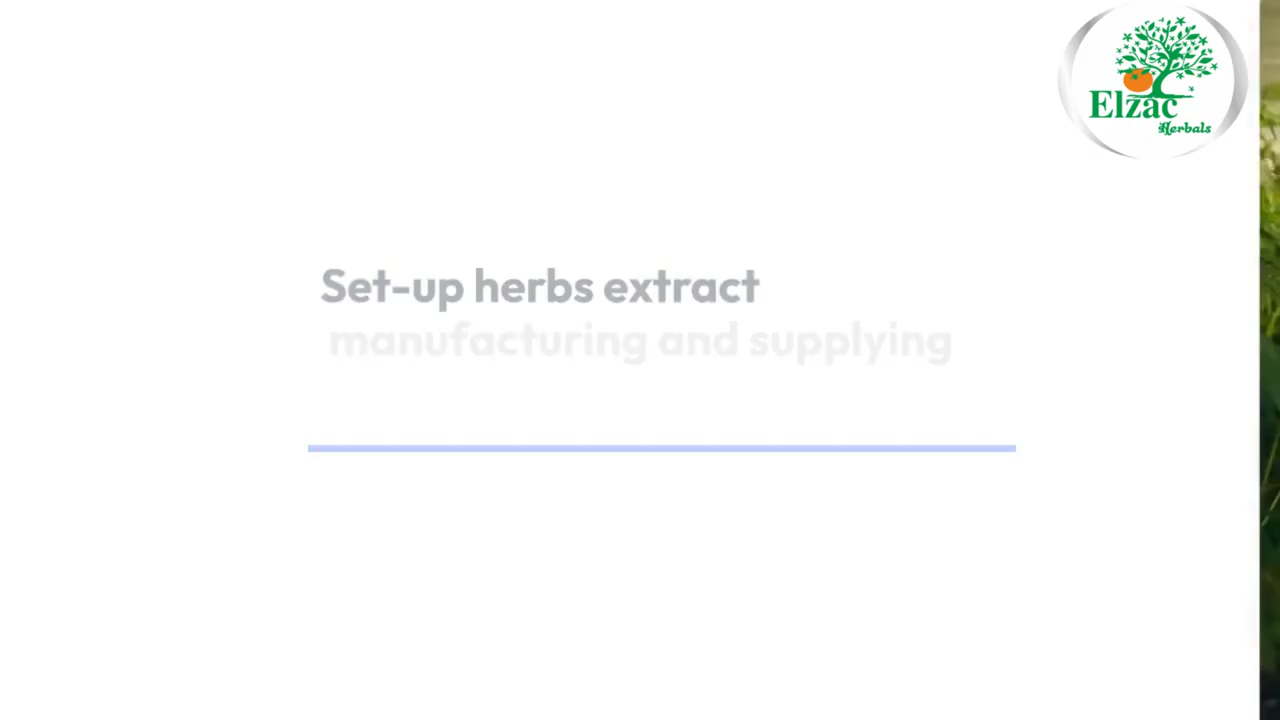 Elzac
Herbals
Set-up herbs extract
manufacturing and supplying